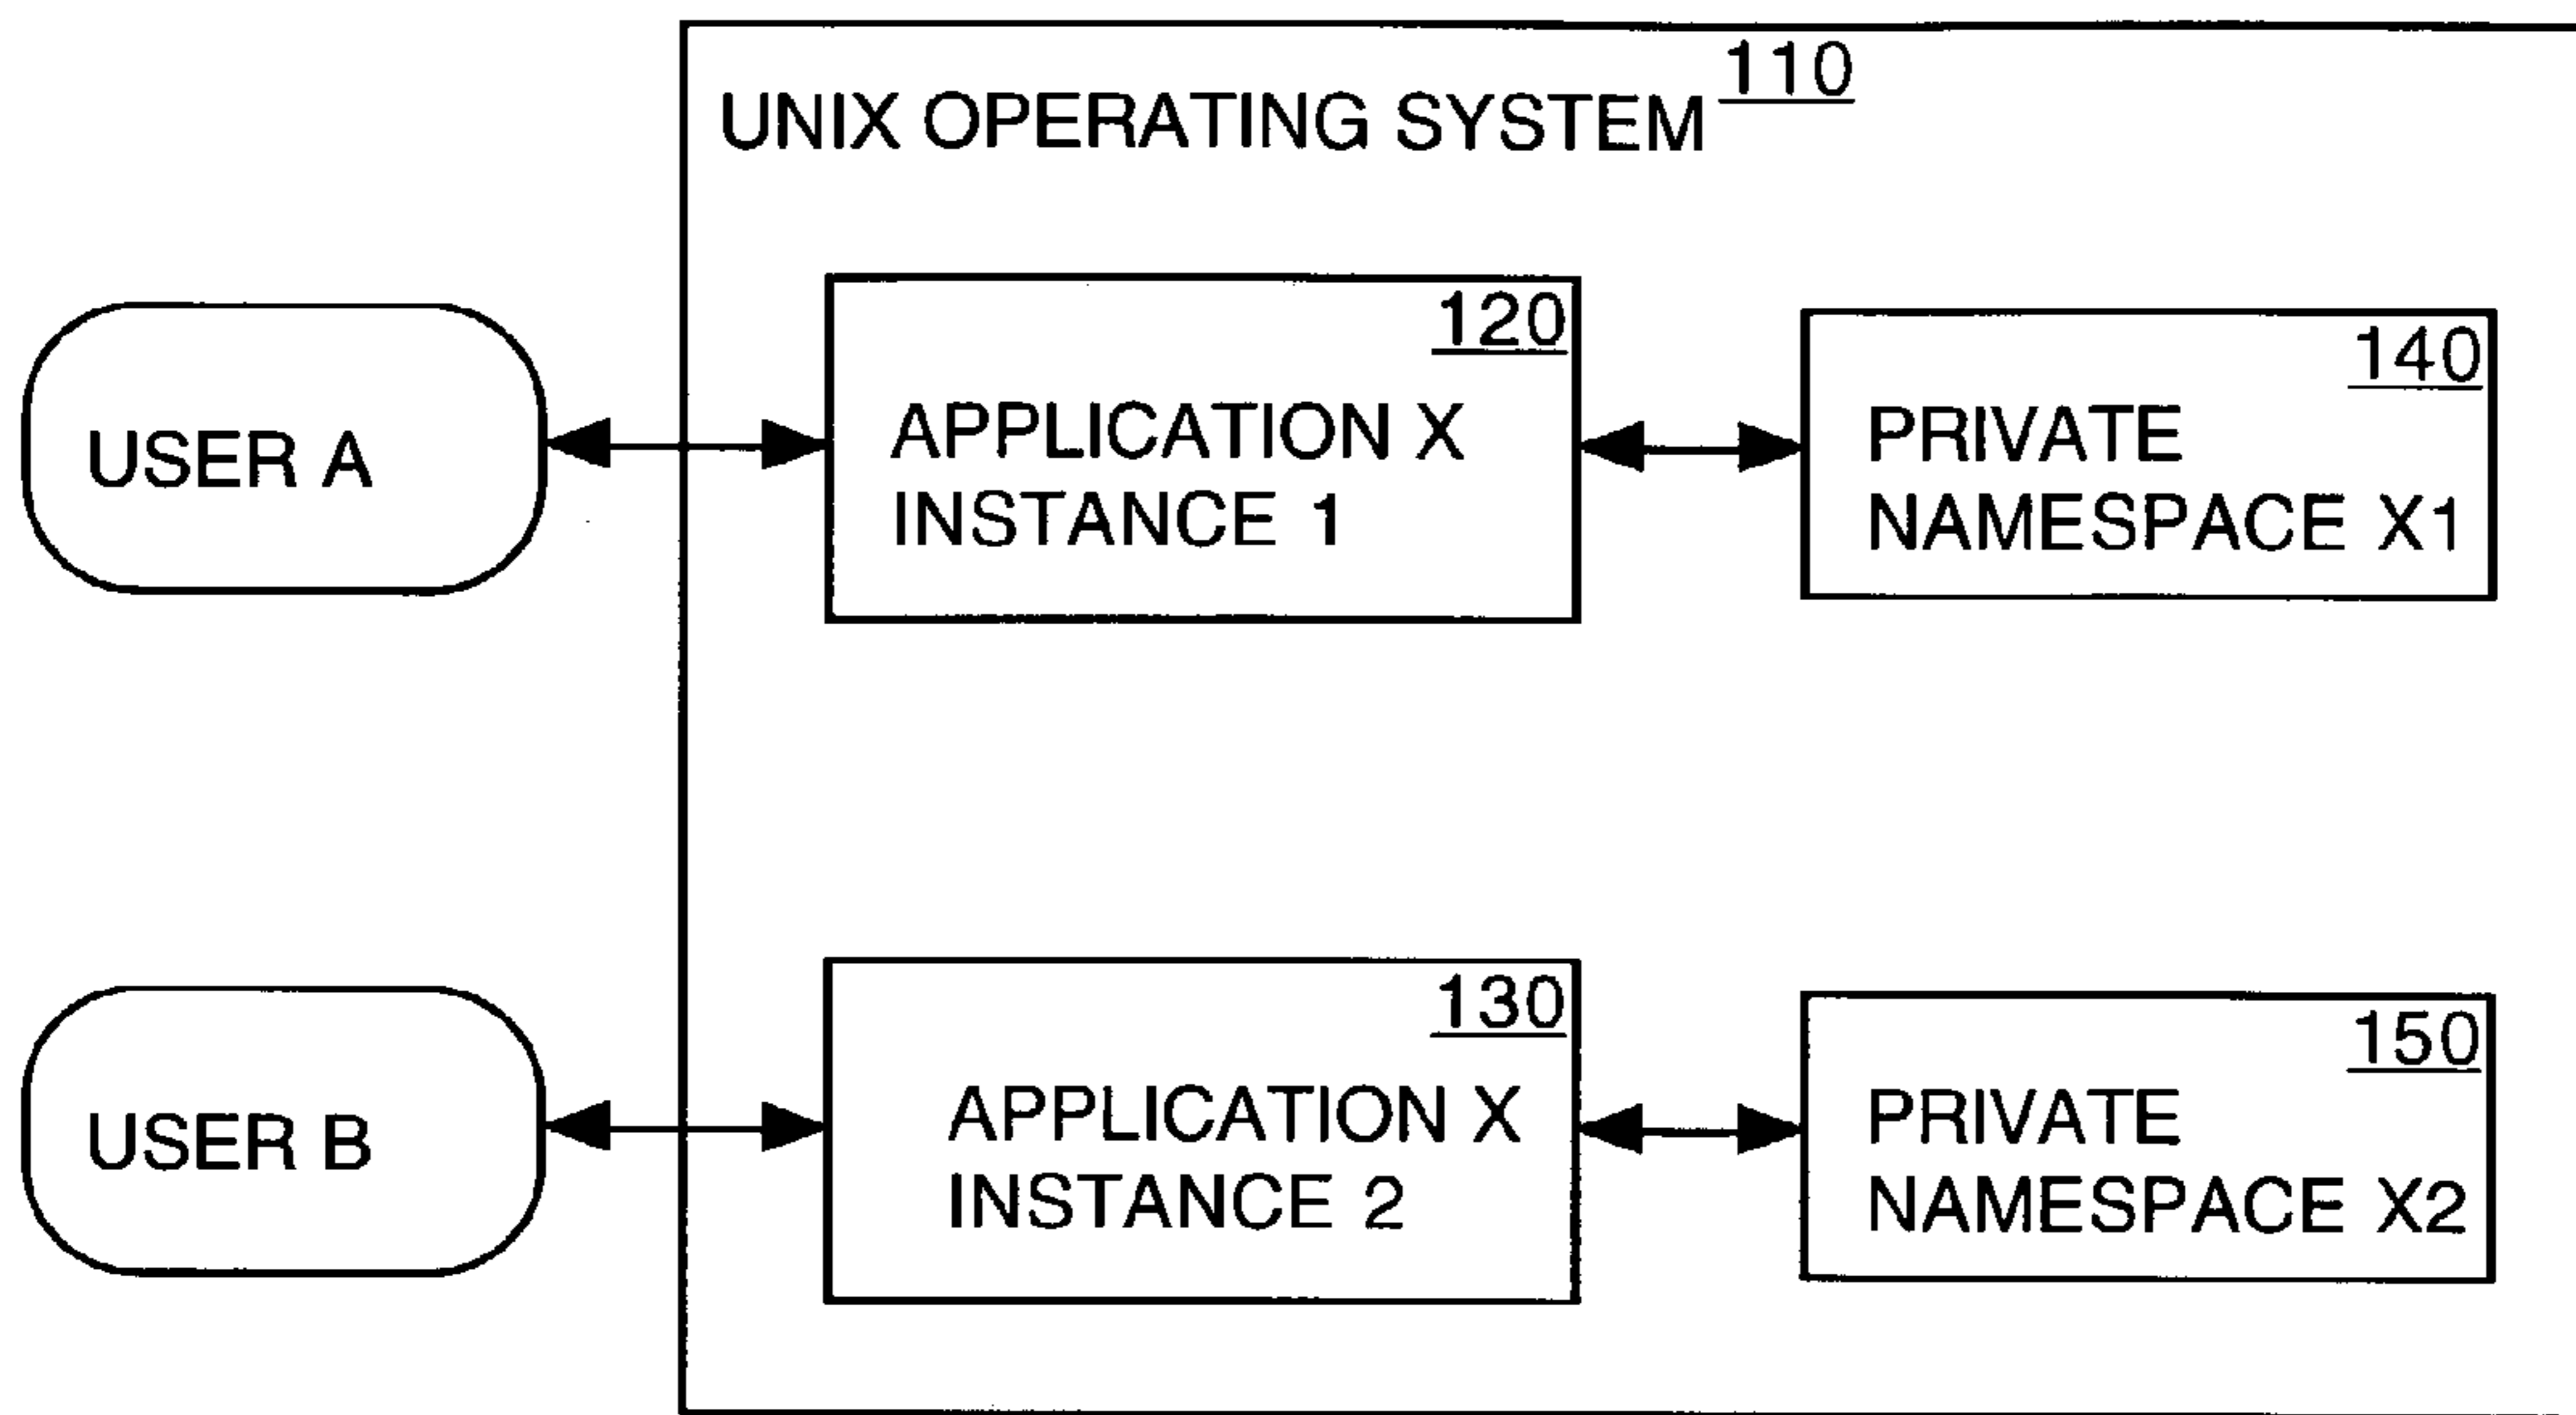 110
UNIX OPERATING SYSTEM
120
140
USER A
APPLICATION X
INSTANCE 1
PRIVATE
NAMESPACE X1
130
150
USER B
APPLICATION X
INSTANCE 2
PRIVATE
NAMESPACE X2